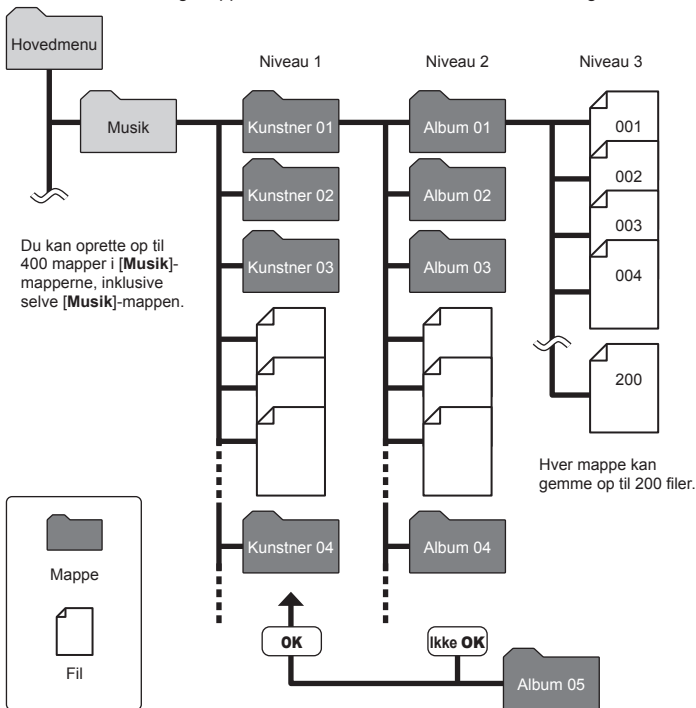 Hovedmenu
Niveau 1
Niveau 2
Niveau 3
Musik
Kunstner 01
Album 01
001
Kunstner 02
Album 02
002
003
Kunstner 03
Album 03
004
Du kan oprette op til
400 mapper i [Musik]-
mapperne, inklusive
selve [Musik]-mappen.
200
Hver mappe kan
gemme op til 200 filer.
Kunstner 04
Album 04
Mappe
Fil
OK
Ikke OK
Album 05